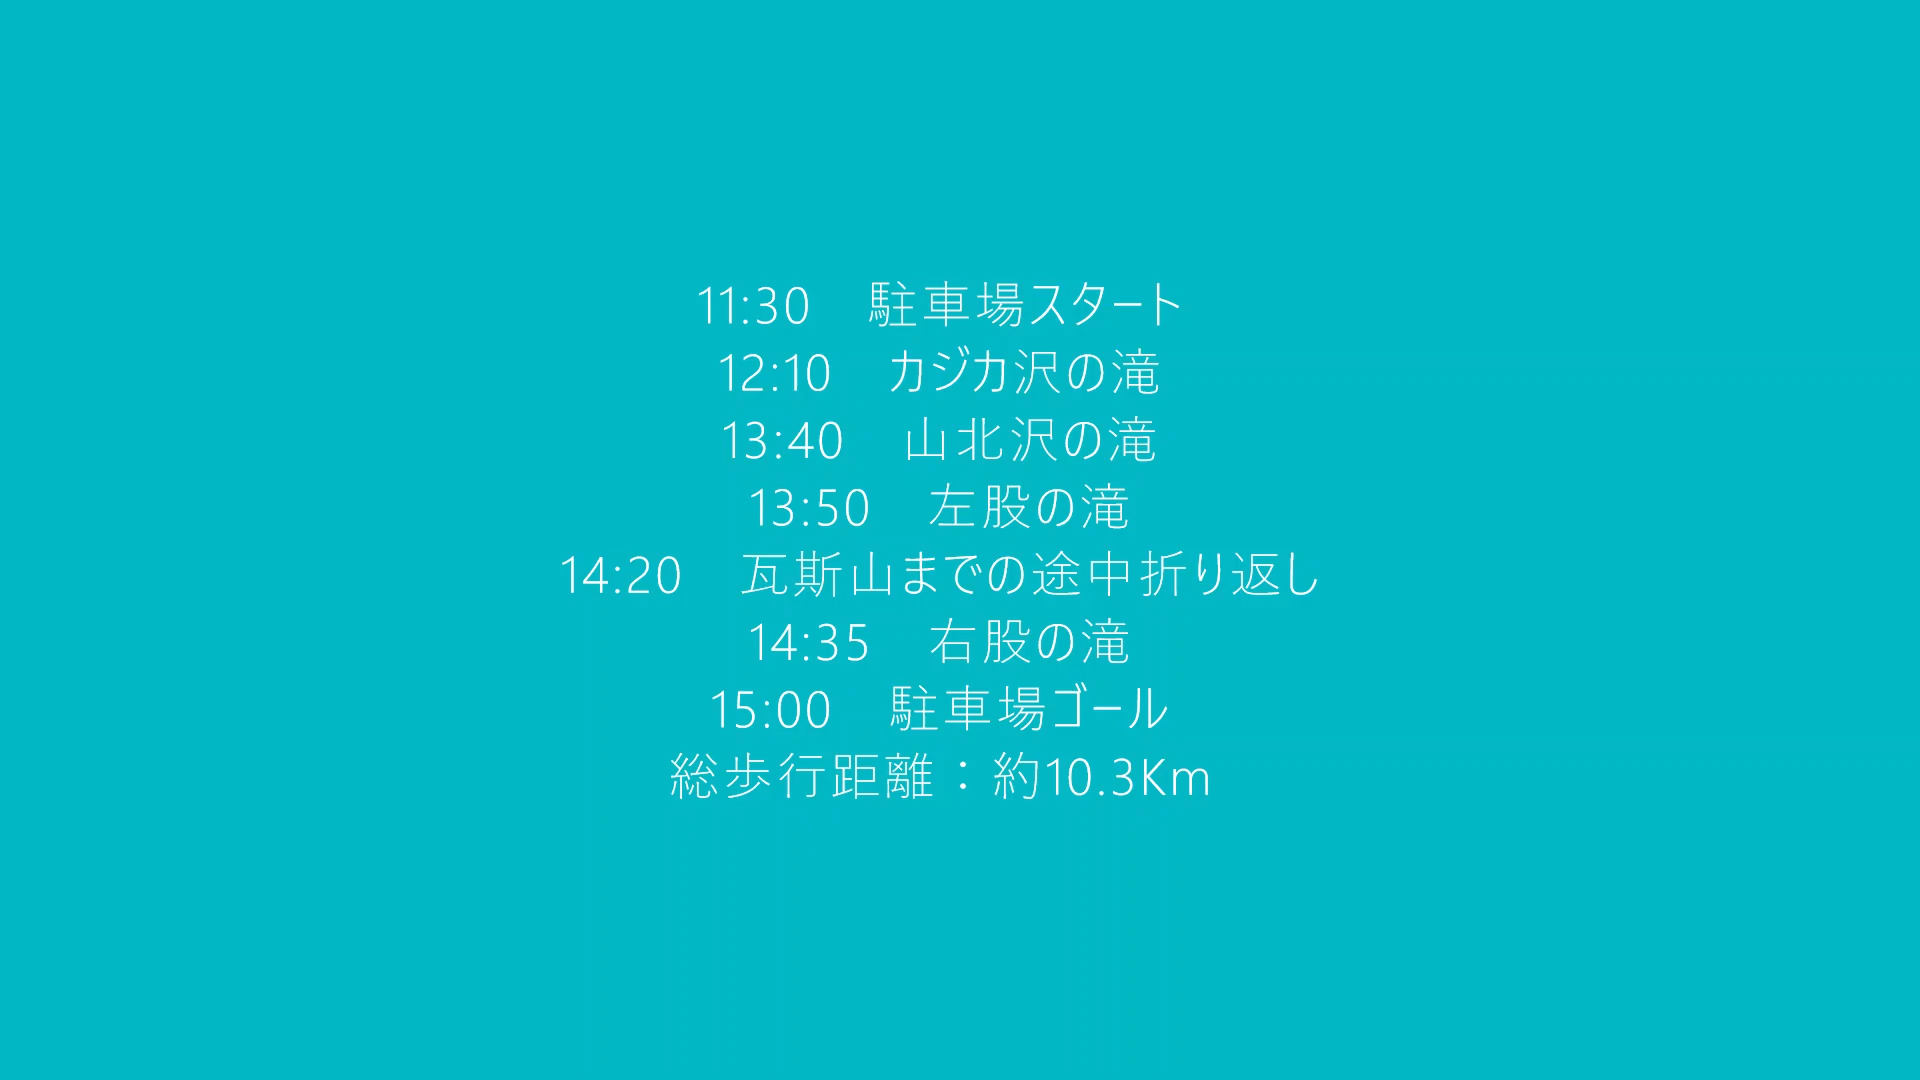 11:30　駐車場スタート
12:10　カジカ沢の滝
13:40　山北沢の滝
13:50　左股の滝
14:20　瓦斯山までの途中折り返し
14:35　右股の滝
15:00　駐車場ゴール
総歩行距離：約10.3Km